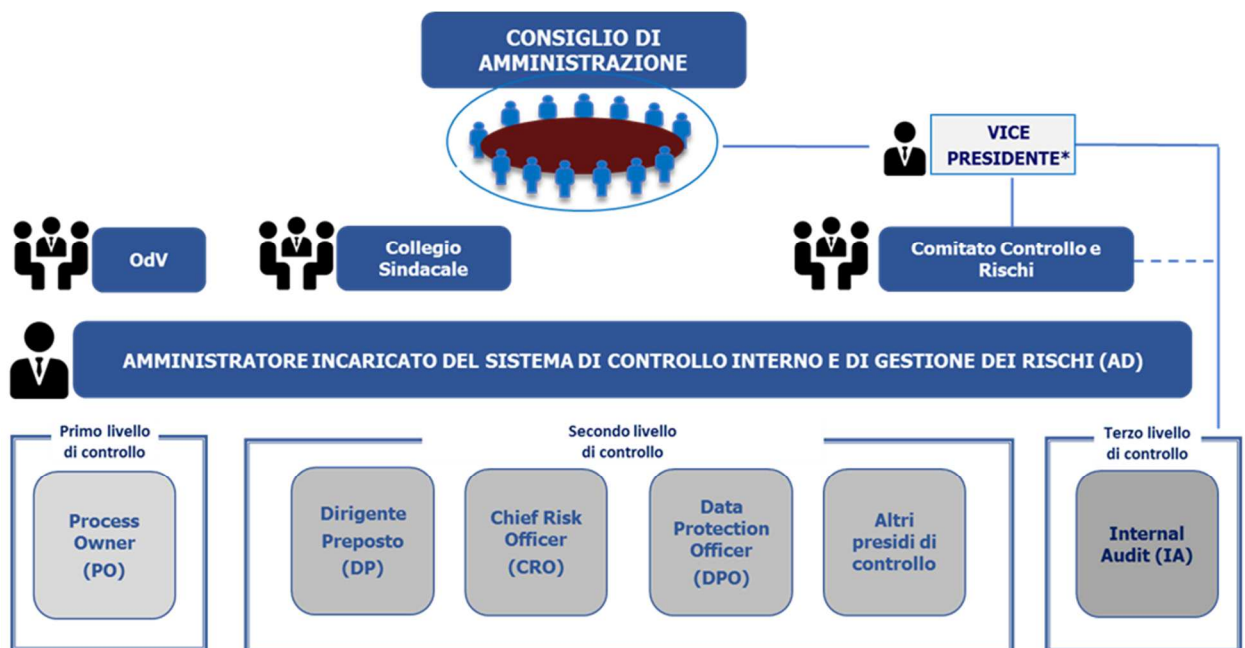 CONSIGLIO DI
AMMINISTRAZIONE
VICE
PRESIDENTE*
OdV
Collegio
Sindacale
Comitato Controllo e
Rischi
AMMINISTRATORE INCARICATO DEL SISTEMA DI CONTROLLO INTERNO E DI GESTIONE DEI RISCHI (AD)
Primo livello
di controllo
Process
Owner
(PO)
Secondo livello
di controllo
Dirigente
Preposto
(DP)
Chief Risk
Officer
(CRO)
Data
Protection
Officer
(DPO)
Altri
presidi di
controllo
Terzo livello
di controllo
Internal
Audit (IA)